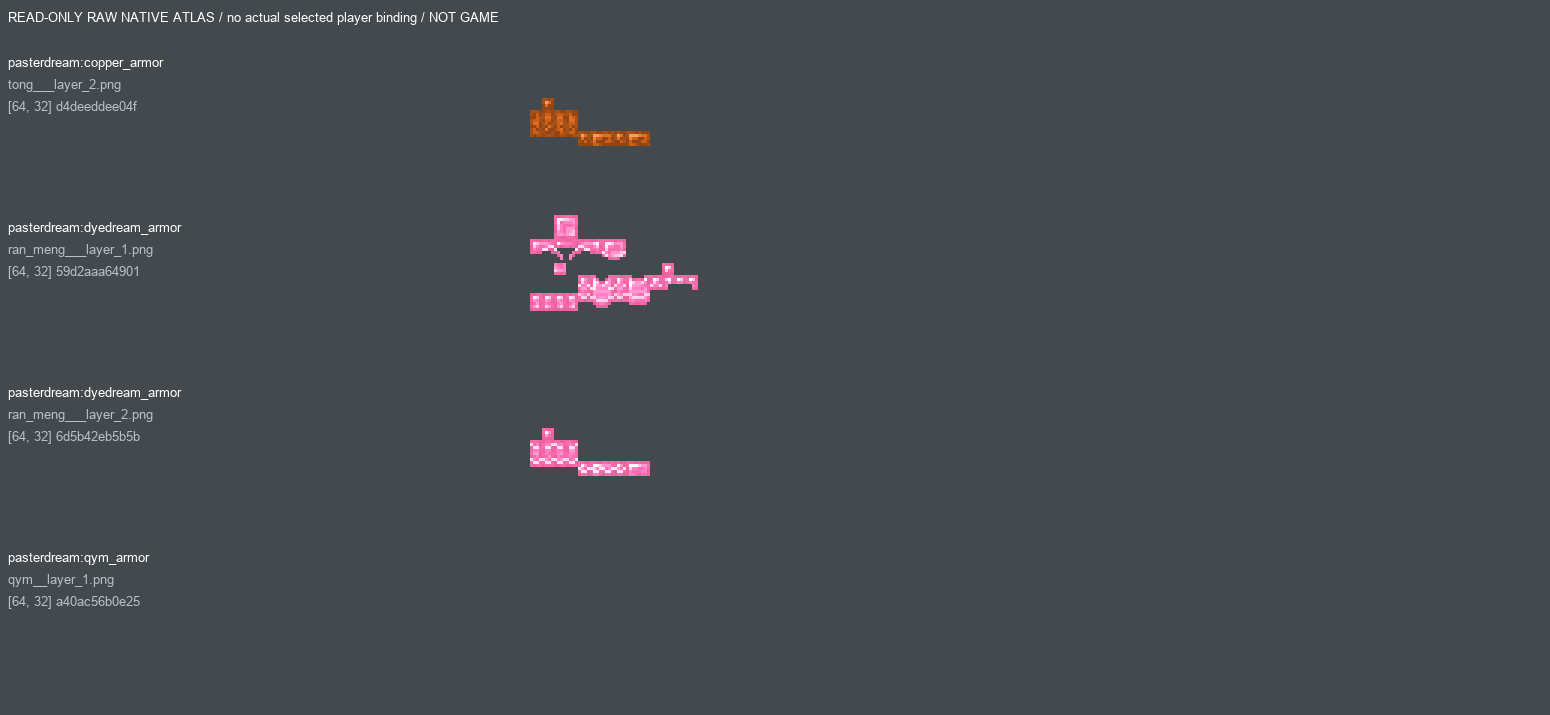 READ-ONLY RAW NATIVE ATLAS / no actual selected player binding / NOT GAME
pasterdream:copper_armor
tong___layer_2.png
[64, 32] d4deeddee04f
pasterdream:dyedream_armor
ran_meng___layer_1.png
[64, 32] 59d2aaa64901
pasterdream:dyedream_armor
ran_meng___layer_2.png
[64, 32] 6d5b42eb5b5b
pasterdream:qym_armor
qym__layer_1.png
[64, 32] a40ac56b0e25